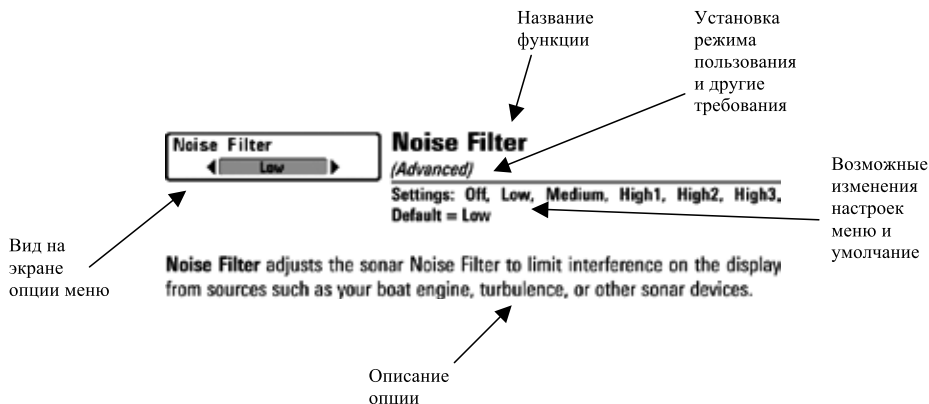 Название
функции
Установка
режима
пользования
и другие
требования
Noise Filter
Low
Noise Filter
(Advanced)
Settings: Off, Low, Medium, High1, High2, High3,
Default = Low
Возможные
изменения
настроек
меню и
умолчание
Вид на
экране
опции меню
Noise Filter adjusts the sonar Noise Filter to limit interference on the display
from sources such as your boat engine, turbulence, or other sonar devices.
Описание
опции